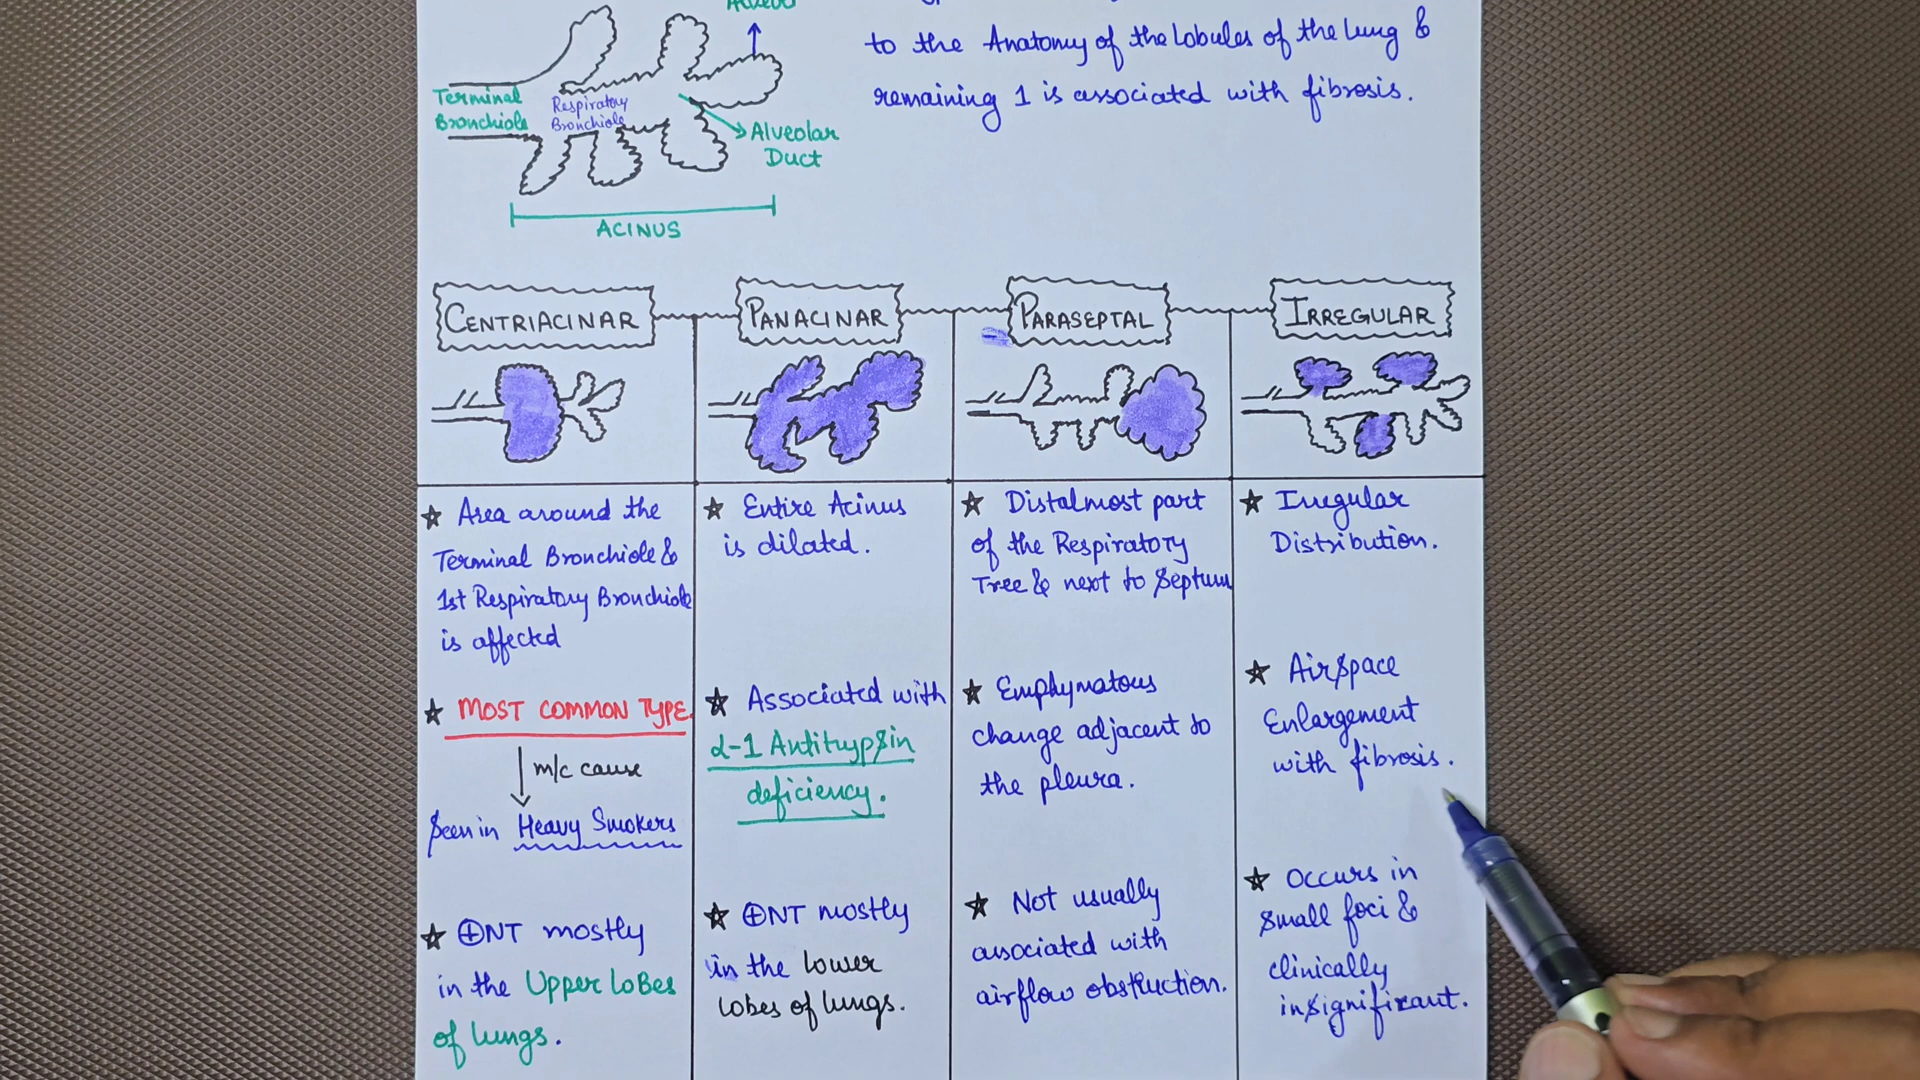 to the Anatomy of the Lobules of the lung &
remaining 1 is associated with fibrosis.
Terminal
Bronchiole
Respiratory
Bronchiole
Alveolar
Duct
ACINUS
CENTRIACINAR
PANACINAR
PARASEPTAL
IRREGULAR
☆ Area around the
Terminal Bronchiole &
1st Respiratory Bronchiole
is affected
☆ MOST COMMON TYPE
m/c cause
Seen in Heavy Smokers
☆ ⊕NT mostly
in the Upper Lobes
of lungs.
☆ Entire Acinus
is dilated.
☆ Associated with
α-1 Antitrypsin
deficiency.
☆ ⊕NT mostly
in the lower
lobes of lungs.
☆ Distalmost part
of the Respiratory
Tree & next to Septum
☆ Emphymatous
change adjacent to
the pleura.
☆ Not usually
associated with
airflow obstruction.
☆ Irregular
Distribution.
☆ Airspace
Enlargement
with fibrosis.
☆ Occurs in
small foci &
clinically
insignificant.